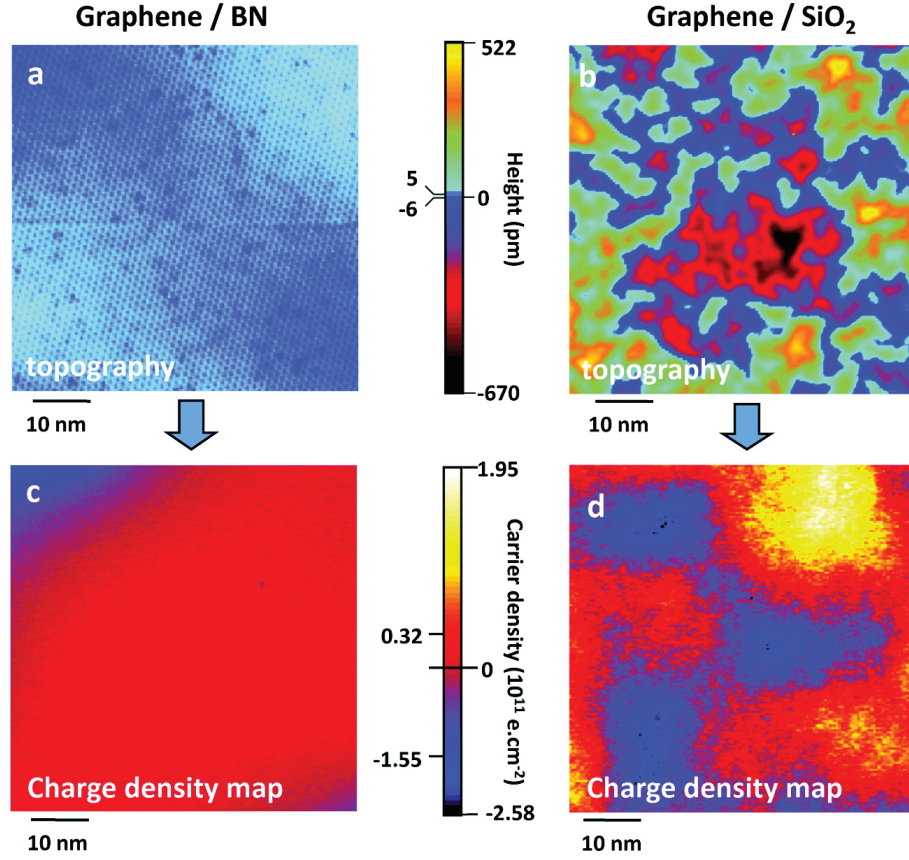 Graphene / BN
Graphene / SiO₂
a
topography
10 nm
522
5
0
-6
-670
Height (pm)
b
topography
10 nm
c
Charge density map
10 nm
1.95
0.32
0
-1.55
-2.58
Carrier density (10¹¹ e.cm⁻²)
d
Charge density map
10 nm